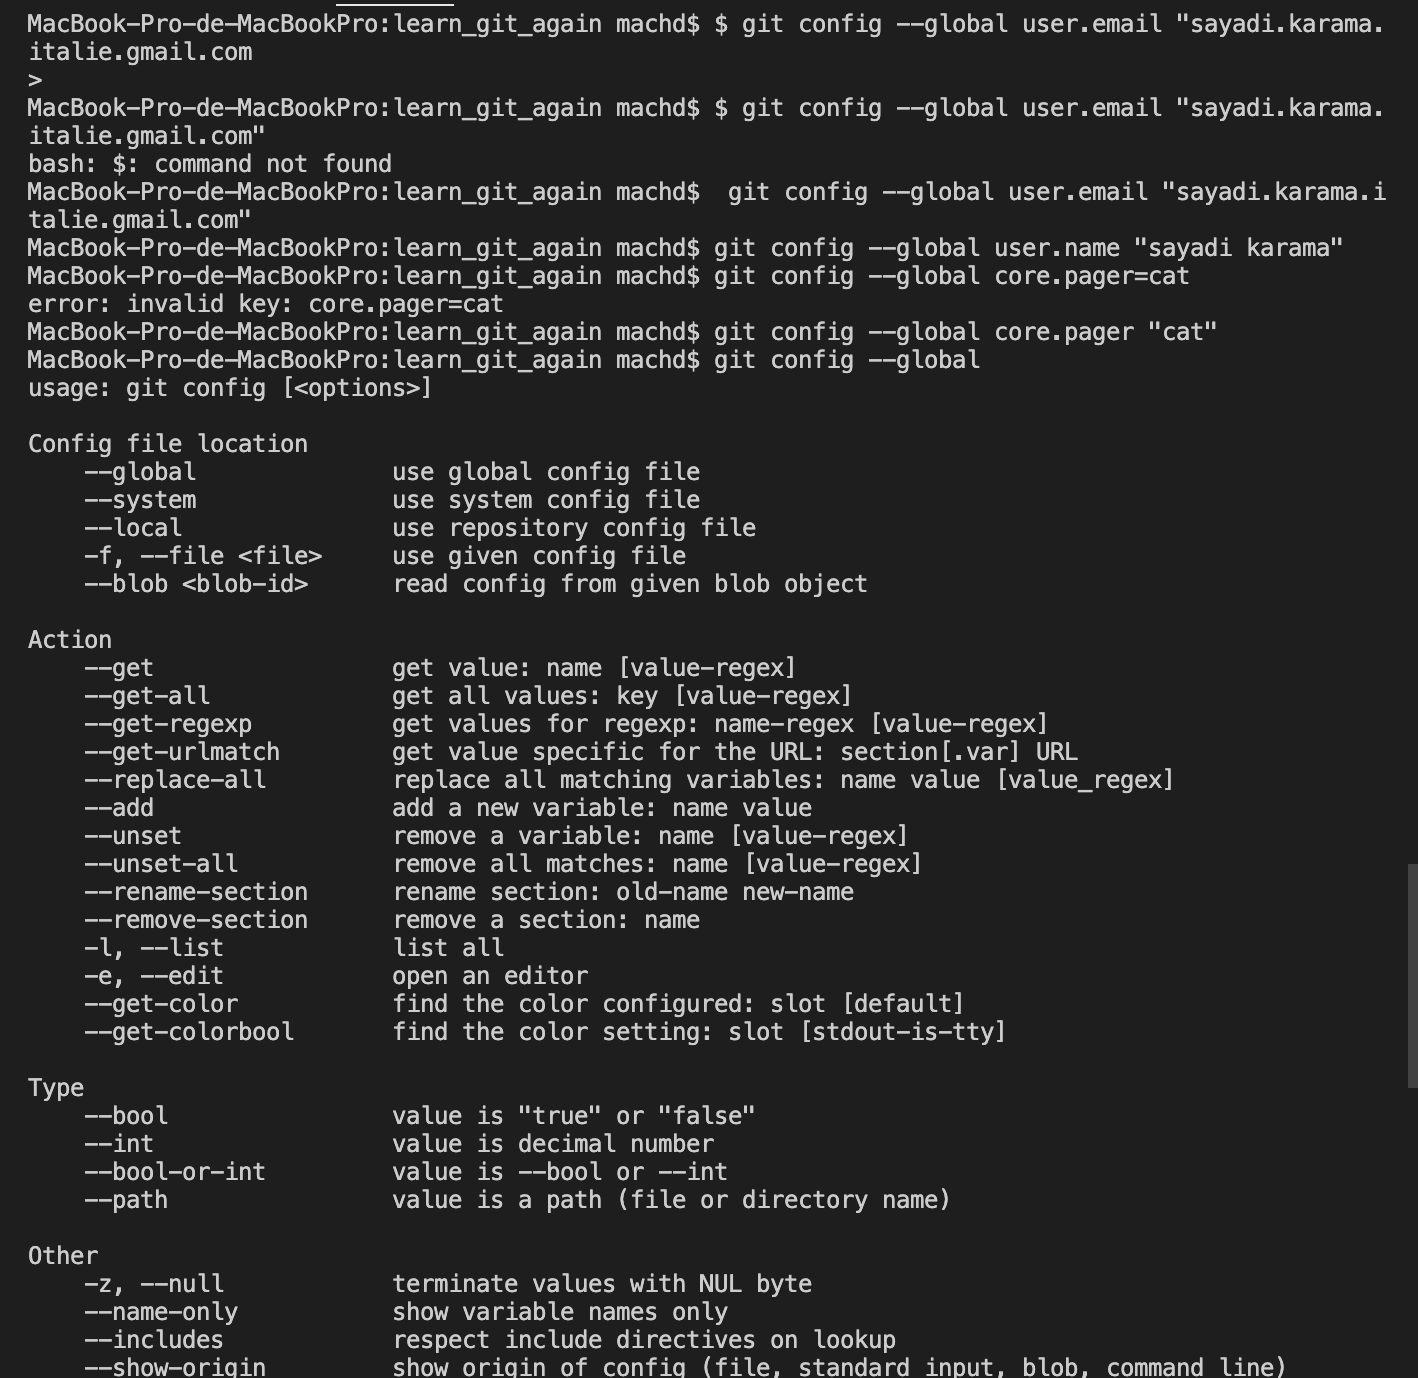 MacBook-Pro-de-MacBookPro:learn_git_again machd$ $ git config --global user.email "sayadi.karama.
italie.gmail.com
>
MacBook-Pro-de-MacBookPro:learn_git_again machd$ $ git config --global user.email "sayadi.karama.
italie.gmail.com"
bash: $: command not found
MacBook-Pro-de-MacBookPro:learn_git_again machd$  git config --global user.email "sayadi.karama.i
talie.gmail.com"
MacBook-Pro-de-MacBookPro:learn_git_again machd$ git config --global user.name "sayadi karama"
MacBook-Pro-de-MacBookPro:learn_git_again machd$ git config --global core.pager=cat
error: invalid key: core.pager=cat
MacBook-Pro-de-MacBookPro:learn_git_again machd$ git config --global core.pager "cat"
MacBook-Pro-de-MacBookPro:learn_git_again machd$ git config --global
usage: git config [<options>]

Config file location
    --global              use global config file
    --system              use system config file
    --local               use repository config file
    -f, --file <file>     use given config file
    --blob <blob-id>      read config from given blob object

Action
    --get                 get value: name [value-regex]
    --get-all             get all values: key [value-regex]
    --get-regexp          get values for regexp: name-regex [value-regex]
    --get-urlmatch        get value specific for the URL: section[.var] URL
    --replace-all         replace all matching variables: name value [value_regex]
    --add                 add a new variable: name value
    --unset               remove a variable: name [value-regex]
    --unset-all           remove all matches: name [value-regex]
    --rename-section      rename section: old-name new-name
    --remove-section      remove a section: name
    -l, --list            list all
    -e, --edit            open an editor
    --get-color           find the color configured: slot [default]
    --get-colorbool       find the color setting: slot [stdout-is-tty]

Type
    --bool                value is "true" or "false"
    --int                 value is decimal number
    --bool-or-int         value is --bool or --int
    --path                value is a path (file or directory name)

Other
    -z, --null            terminate values with NUL byte
    --name-only           show variable names only
    --includes            respect include directives on lookup
    --show-origin         show origin of config (file, standard input, blob, command line)